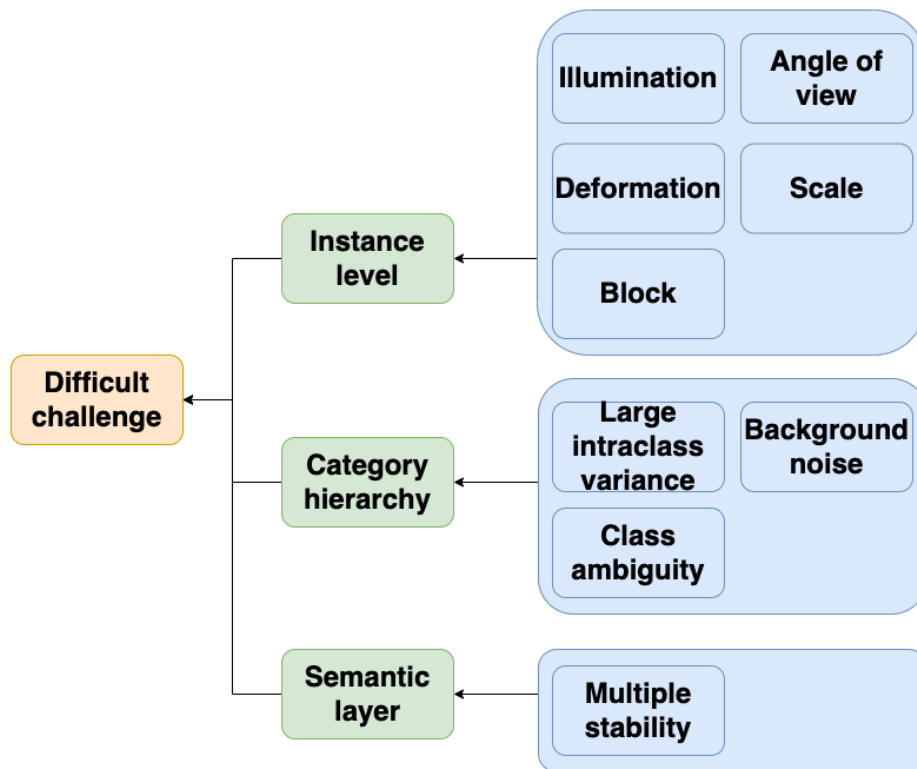 Illumination
Angle of
view
Deformation
Scale
Instance
level
Block
Difficult
challenge
Large
intraclass
variance
Background
noise
Category
hierarchy
Class
ambiguity
Semantic
layer
Multiple
stability